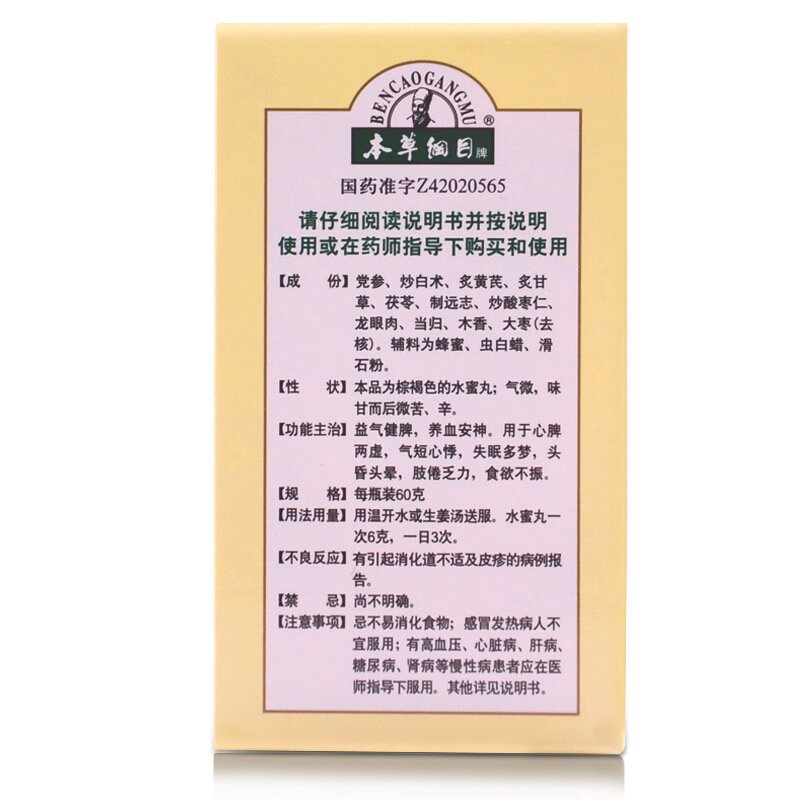 BENCAOGANGMU
®
本草纲目牌
国药准字Z42020565
请仔细阅读说明书并按说明
使用或在药师指导下购买和使用
【成 份】党参、炒白术、炙黄芪、炙甘
草、茯苓、制远志、炒酸枣仁、
龙眼肉、当归、木香、大枣(去
核)。辅料为蜂蜜、虫白蜡、滑
石粉。
【性 状】本品为棕褐色的水蜜丸；气微，味
甘而后微苦、辛。
【功能主治】益气健脾，养血安神。用于心脾
两虚，气短心悸，失眠多梦，头
昏头晕，肢倦乏力，食欲不振。
【规 格】每瓶装60克
【用法用量】用温开水或生姜汤送服。水蜜丸一
次6克，一日3次。
【不良反应】有引起消化道不适及皮疹的病例报
告。
【禁 忌】尚不明确。
【注意事项】忌不易消化食物；感冒发热病人不
宜服用；有高血压、心脏病、肝病、
糖尿病、肾病等慢性病患者应在医
师指导下服用。其他详见说明书。